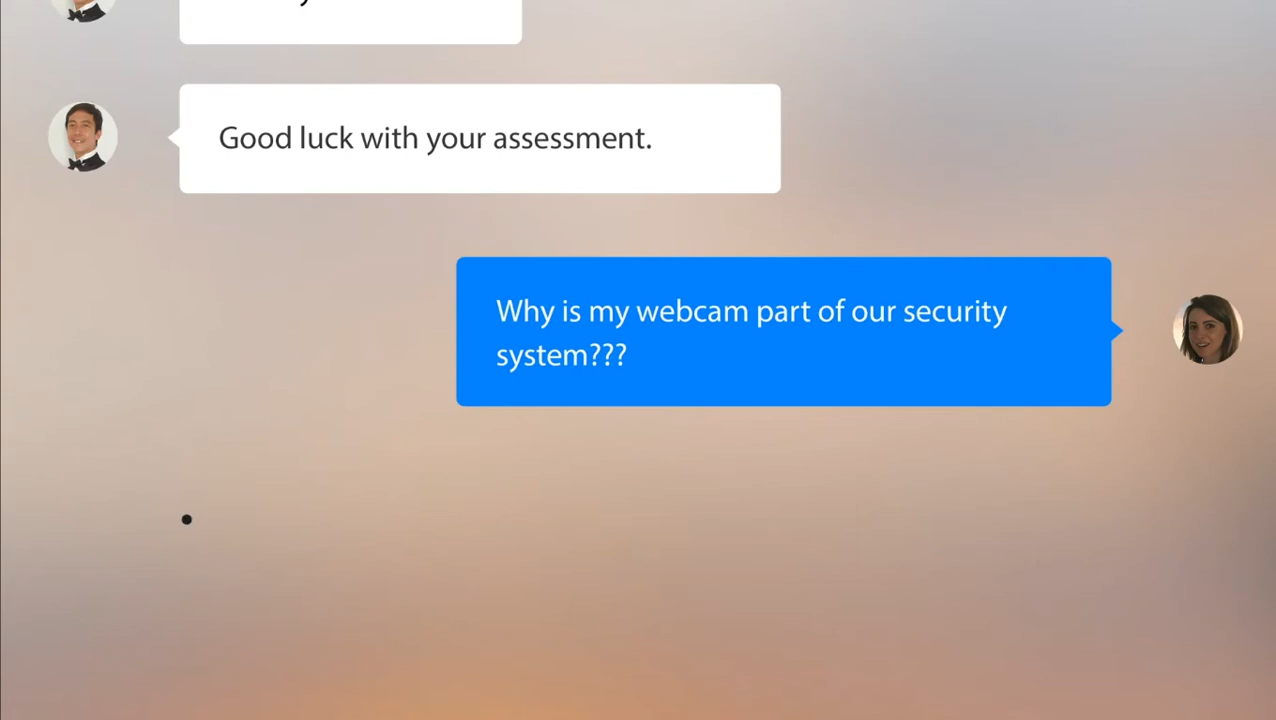 Good luck with your assessment.
Why is my webcam part of our security
system???